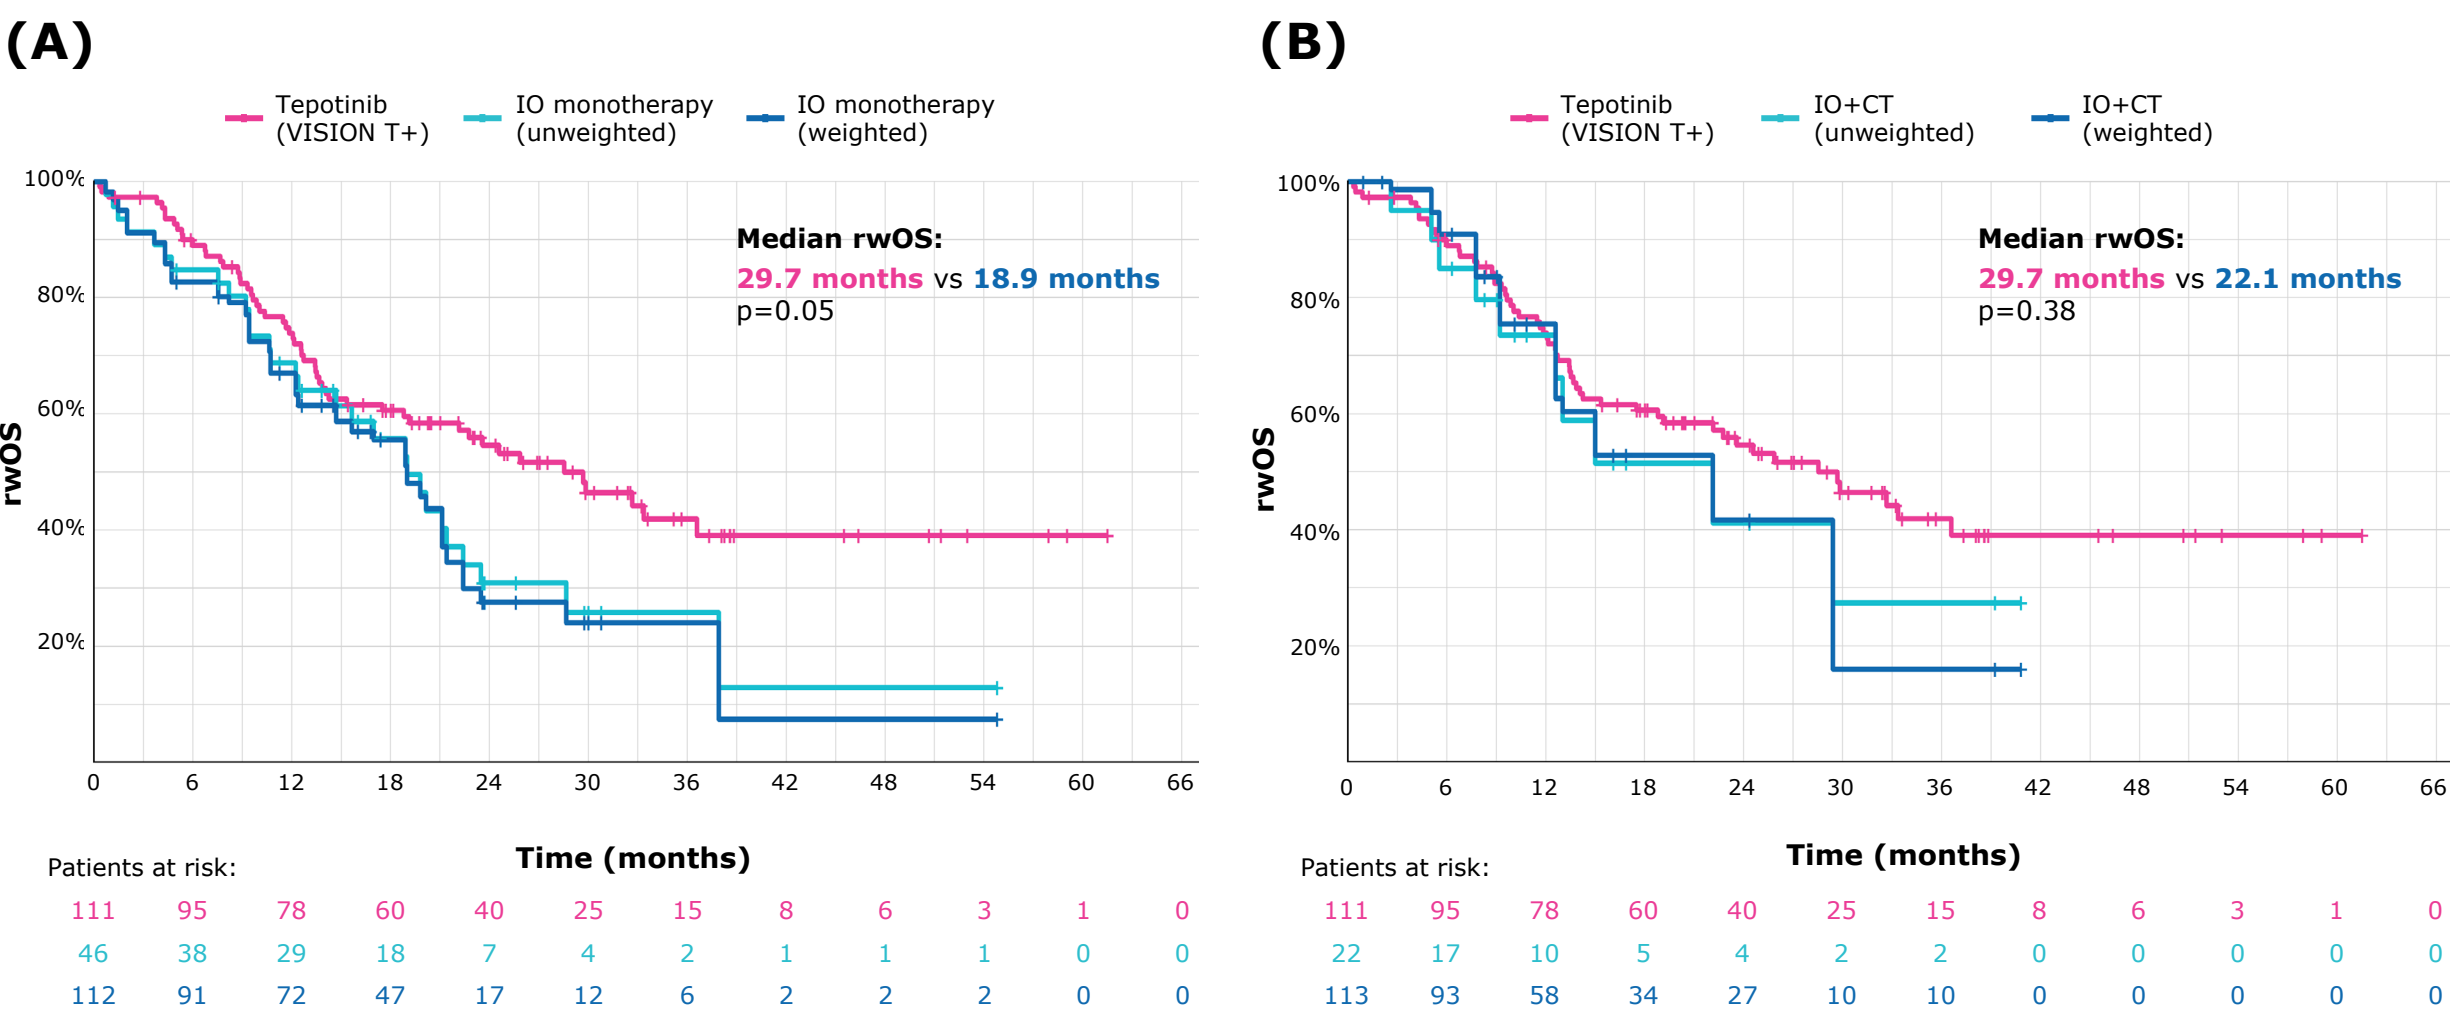 (A)
Tepotinib
(VISION T+)
IO monotherapy
(unweighted)
IO monotherapy
(weighted)
100%
80%
60%
40%
20%
rwOS
Median rwOS:
29.7 months vs 18.9 months
p=0.05
0 6 12 18 24 30 36 42 48 54 60 66
Time (months)
Patients at risk:
111 95 78 60 40 25 15 8 6 3 1 0
46 38 29 18 7 4 2 1 1 1 0 0
112 91 72 47 17 12 6 2 2 2 0 0
(B)
Tepotinib
(VISION T+)
IO+CT
(unweighted)
IO+CT
(weighted)
100%
80%
60%
40%
20%
rwOS
Median rwOS:
29.7 months vs 22.1 months
p=0.38
0 6 12 18 24 30 36 42 48 54 60 66
Time (months)
Patients at risk:
111 95 78 60 40 25 15 8 6 3 1 0
22 17 10 5 4 2 2 0 0 0 0 0
113 93 58 34 27 10 10 0 0 0 0 0